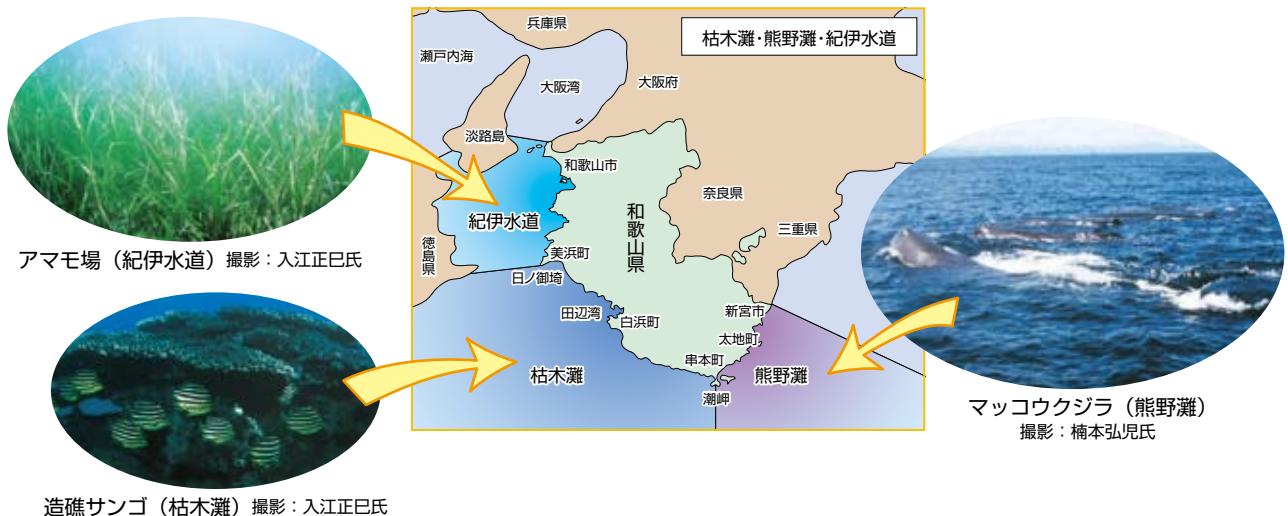 枯木灘・熊野灘・紀伊水道
兵庫県
瀬戸内海
大阪湾
大阪府
淡路島
和歌山市
奈良県
紀伊水道
和歌山県
三重県
徳島県
美浜町
日ノ御埼
田辺湾
白浜町
新宮市
太地町
串本町
枯木灘
熊野灘
潮岬
アマモ場（紀伊水道）撮影：入江正巳氏
造礁サンゴ（枯木灘）撮影：入江正巳氏
マッコウクジラ（熊野灘）
撮影：楠本弘児氏